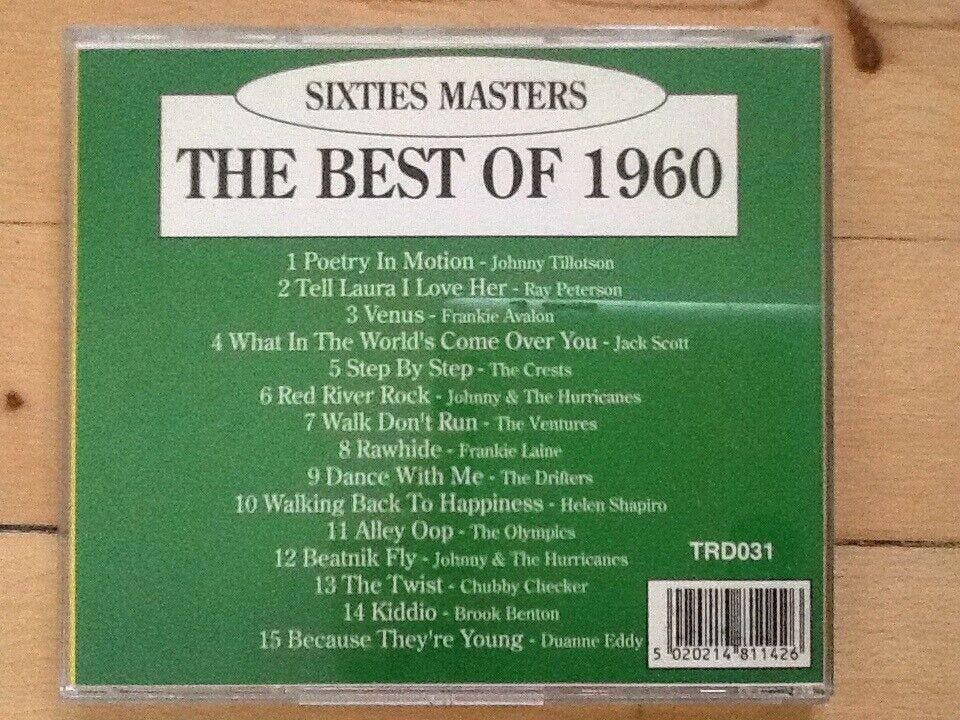 SIXTIES MASTERS
THE BEST OF 1960
1 Poetry In Motion - Johnny Tillotson
2 Tell Laura I Love Her - Ray Peterson
3 Venus - Frankie Avalon
4 What In The World's Come Over You - Jack Scott
5 Step By Step - The Crests
6 Red River Rock - Johnny & The Hurricanes
7 Walk Don't Run - The Ventures
8 Rawhide - Frankie Laine
9 Dance With Me - The Drifters
10 Walking Back To Happiness - Helen Shapiro
11 Alley Oop - The Olympics
12 Beatnik Fly - Johnny & The Hurricanes
13 The Twist - Chubby Checker
14 Kiddio - Brook Benton
15 Because They're Young - Duanne Eddy
TRD031
5 020214 811426